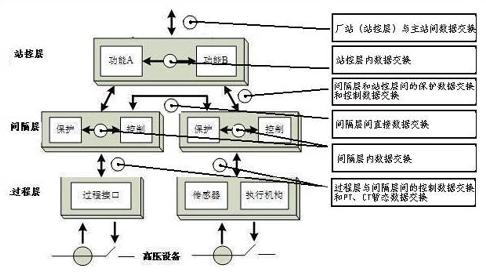 厂站（站控层）与主站间数据交换
站控层
功能A
功能B
站控层内数据交换
间隔层和站控层间的保护数据交换
和控制数据交换
间隔层间直接数据交换
间隔层
保护
控制
保护
控制
间隔层内数据交换
过程层
过程接口
传感器
执行机构
过程层与间隔层间的控制数据交换
和PT、CT暂态数据交换
高压设备